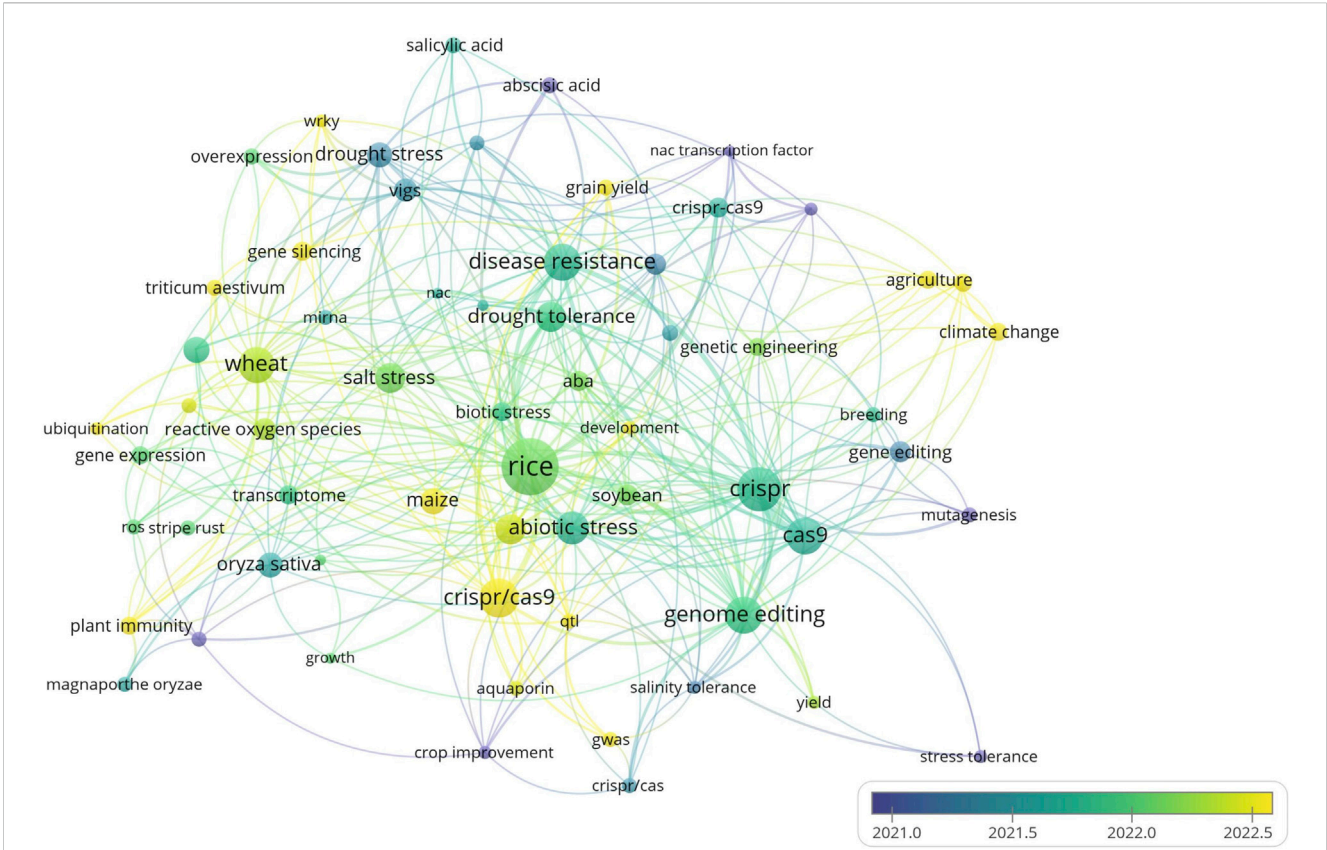 salicylic acid
abscisic acid
wrky
overexpression
drought stress
nac transcription factor
vigs
grain yield
crispr-cas9
gene silencing
disease resistance
agriculture
triticum aestivum
nac
mirna
drought tolerance
climate change
genetic engineering
wheat
salt stress
aba
biotic stress
breeding
ubiquitination
reactive oxygen species
development
gene expression
gene editing
rice
crispr
transcriptome
maize
soybean
mutagenesis
ros
stripe rust
abiotic stress
cas9
oryza sativa
crispr/cas9
genome editing
qtl
plant immunity
growth
magnaporthe oryzae
aquaporin
salinity tolerance
yield
gwas
crop improvement
stress tolerance
crispr/cas
2021.0 2021.5 2022.0 2022.5